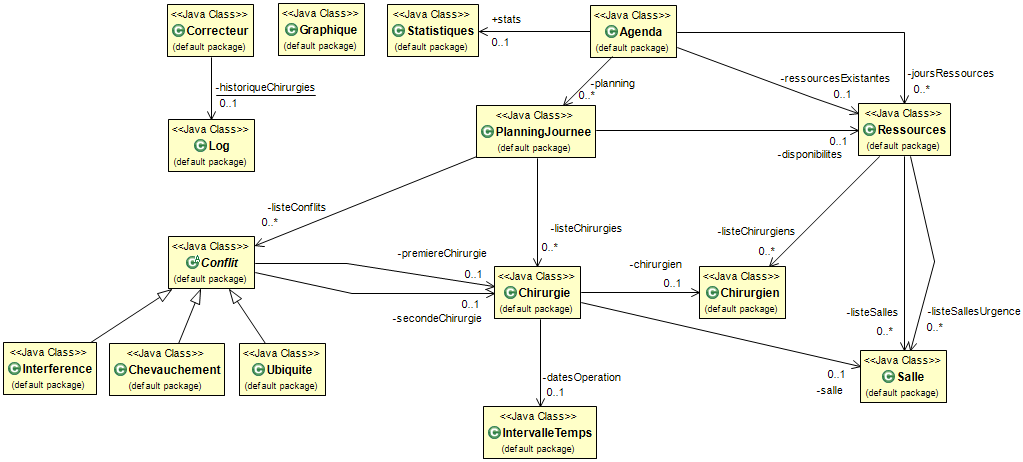 <<Java Class>>
Correcteur
(default package)
<<Java Class>>
Graphique
(default package)
<<Java Class>>
Statistiques
(default package)
+stats
0..1
<<Java Class>>
Agenda
(default package)
-historiqueChirurgies
0..1
-planning
0..*
-ressourcesExistantes
0..1
-joursRessources
0..*
<<Java Class>>
Log
(default package)
<<Java Class>>
PlanningJournee
(default package)
<<Java Class>>
Ressources
(default package)
0..1
-disponibilites
-listeConflits
0..*
-listeChirurgies
0..*
-listeChirurgiens
0..*
<<Java Class>>
Conflit
(default package)
-premiereChirurgie
0..1
0..1
-secondeChirurgie
<<Java Class>>
Chirurgie
(default package)
-chirurgien
0..1
<<Java Class>>
Chirurgien
(default package)
-listeSalles
0..*
-listeSallesUrgence
0..*
<<Java Class>>
Interference
(default package)
<<Java Class>>
Chevauchement
(default package)
<<Java Class>>
Ubiquite
(default package)
-datesOperation
0..1
0..1
-salle
<<Java Class>>
Salle
(default package)
<<Java Class>>
IntervalleTemps
(default package)